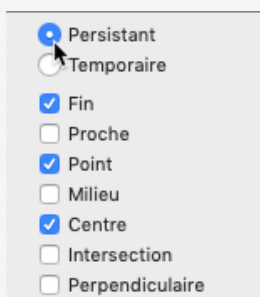 Persistant
Temporaire
Fin
Proche
Point
Milieu
Centre
Intersection
Perpendiculaire